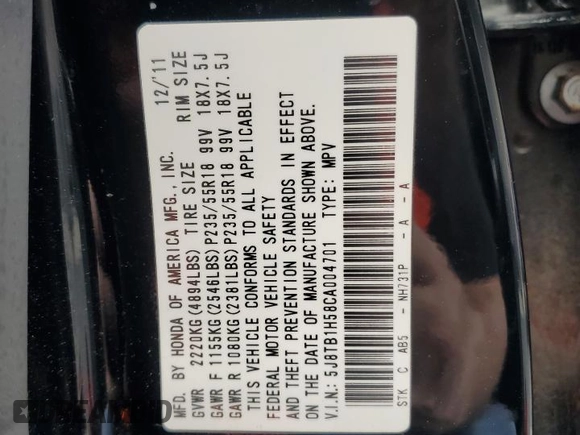 MFD. BY HONDA OF AMERICA MFG., INC. 12/'11
GVWR 2220KG(4894LBS) TIRE SIZE RIM SIZE
GAWR F 1155KG(2546LBS)P235/55R18 99V 18X7.5J
GAWR R 1080KG(2381LBS)P235/55R18 99V 18X7.5J
THIS VEHICLE CONFORMS TO ALL APPLICABLE
FEDERAL MOTOR VEHICLE SAFETY
AND THEFT PREVENTION STANDARDS IN EFFECT
ON THE DATE OF MANUFACTURE SHOWN ABOVE.
V.I.N.: 5J8TB1H58CA004701 TYPE: MPV
STK C AB5 - NH731P - A - A